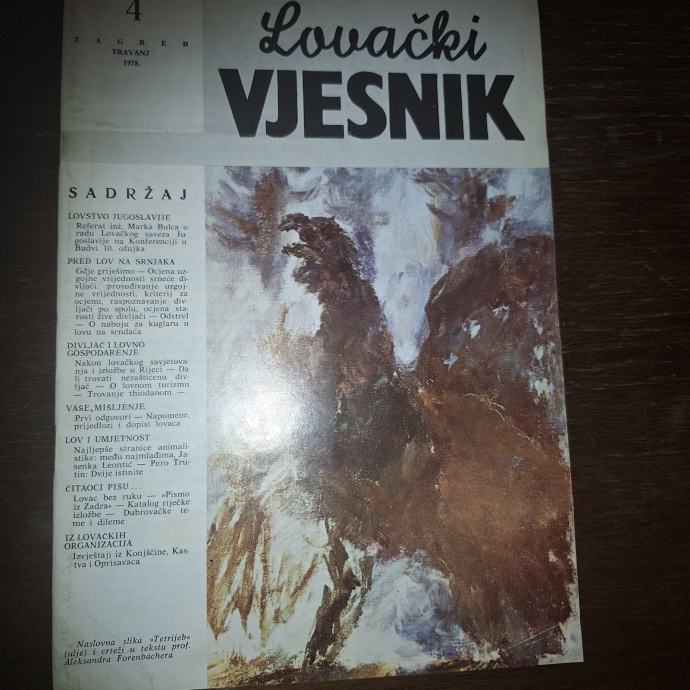 4
ZAGREB
TRAVANJ
1978.
Lovački
VJESNIK
SADRŽAJ
LOVSTVO JUGOSLAVIJE
Referat inž. Marka Bulca o
radu Lovačkog saveza Ju-
goslavije na Konferenciji u
Budvi 10. ožujka
PRED LOV NA SRNJAKA
Gdje griješimo — Ocjena uz-
gojne vrijednosti srneće di-
vljači: prosuđivanje uzgoj-
ne vrijednosti, kriterij za
ocjenu, raspoznavanje div-
ljači po spolu, ocjena sta-
rosti žive divljači — Odstrel
— O naboju za kuglaru u
lovu na srndaća
DIVLJAČ I LOVNO
GOSPODARENJE
Nakon lovačkog savjetova-
nja i izložbe u Rijeci — Da
li trovati nezaštićenu div-
ljač — O lovnom turizmu
— Trovanje thiodanom —
VAŠE MIŠLJENJE
Prvi odgovori — Napomene,
prijedlozi i dopisi lovaca
LOV I UMJETNOST
Najljepše stranice animali-
stike: među najmlađima, Ja-
senka Leontić — Pero Tru-
tin: Dvije istinite
ČITAOCI PIŠU...
Lovac bez ruku — »Pismo
iz Zadra« — Katalog riječke
izložbe — Dubrovačke te-
me i dileme
IZ LOVAČKIH
ORGANIZACIJA
Izvještaji iz Konjščine, Kas-
tva i Oprisavaca
Naslovna slika »Tetrijeb«
(ulje) i crteži u tekstu prof.
Aleksandra Forenbachera